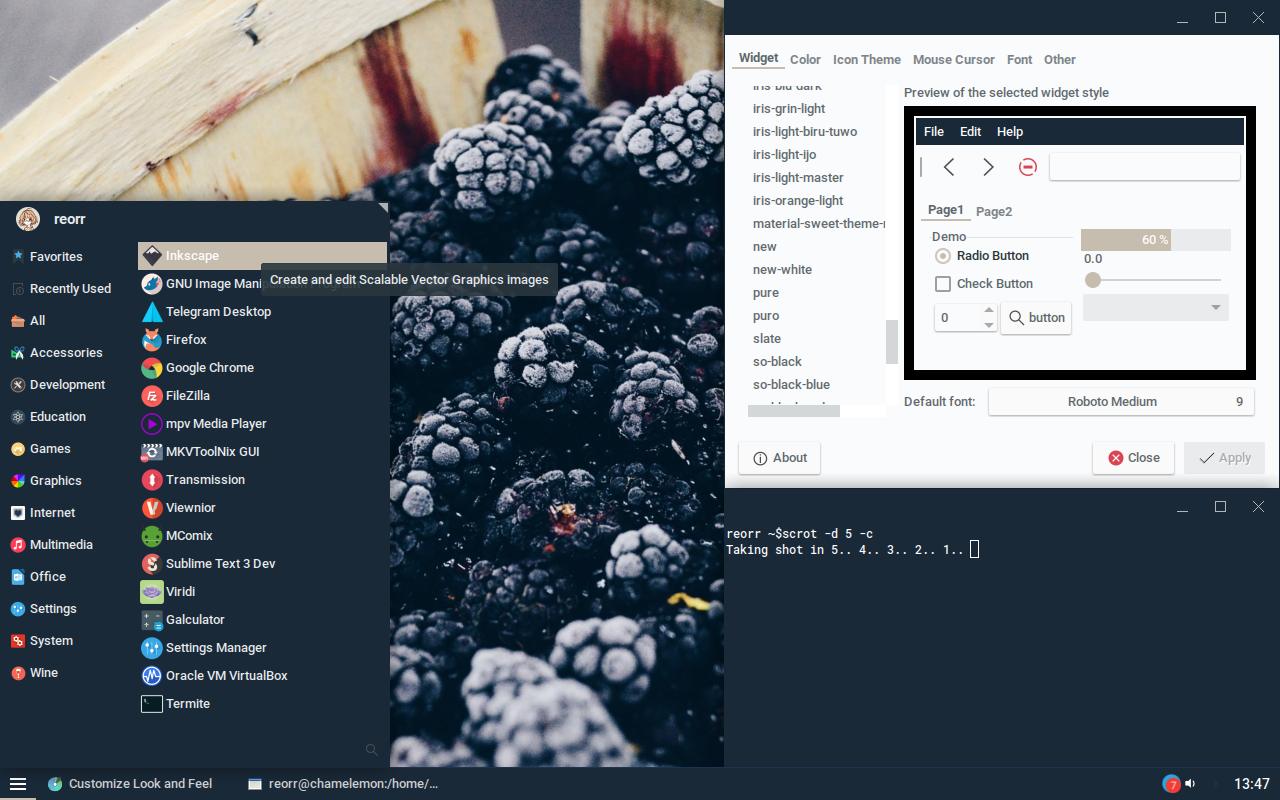 Widget Color Icon Theme Mouse Cursor Font Other
iris-blu-dark
iris-grin-light
iris-light-biru-tuwo
iris-light-ijo
iris-light-master
iris-orange-light
material-sweet-theme-
new
new-white
pure
puro
slate
so-black
so-black-blue
Preview of the selected widget style
File Edit Help
Page1 Page2
Demo
Radio Button
Check Button
0
button
60 %
0.0
Default font: Roboto Medium 9
About
Close
Apply
reorr
Favorites
Recently Used
All
Accessories
Development
Education
Games
Graphics
Internet
Multimedia
Office
Settings
System
Wine
Inkscape
Create and edit Scalable Vector Graphics images
GNU Image Mani
Telegram Desktop
Firefox
Google Chrome
FileZilla
mpv Media Player
MKVToolNix GUI
Transmission
Viewnior
MComix
Sublime Text 3 Dev
Viridi
Galculator
Settings Manager
Oracle VM VirtualBox
Termite
reorr ~$scrot -d 5 -c
Taking shot in 5.. 4.. 3.. 2.. 1..
Customize Look and Feel
reorr@chamelemon:/home/...
7
13:47